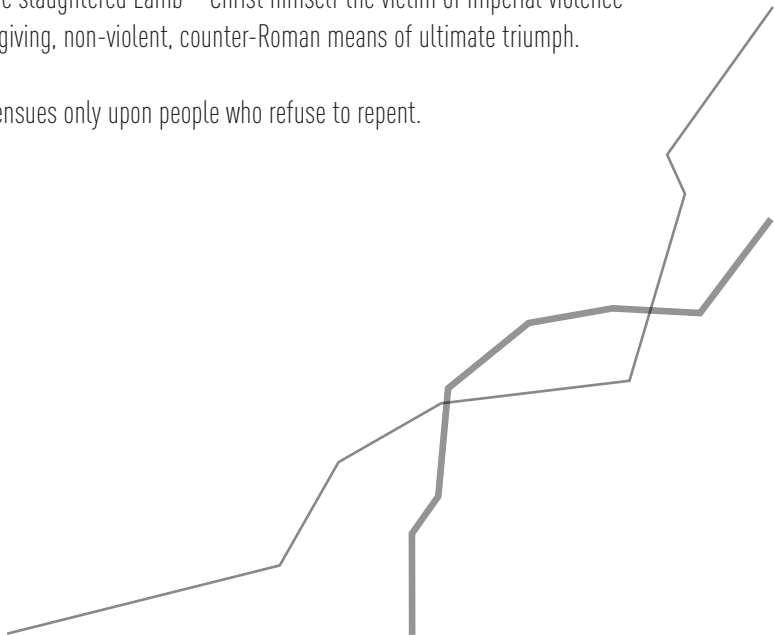 slaughtered Lamb – Christ himself the victim of imperial violence
giving, non-violent, counter-Roman means of ultimate triumph.
ensues only upon people who refuse to repent.